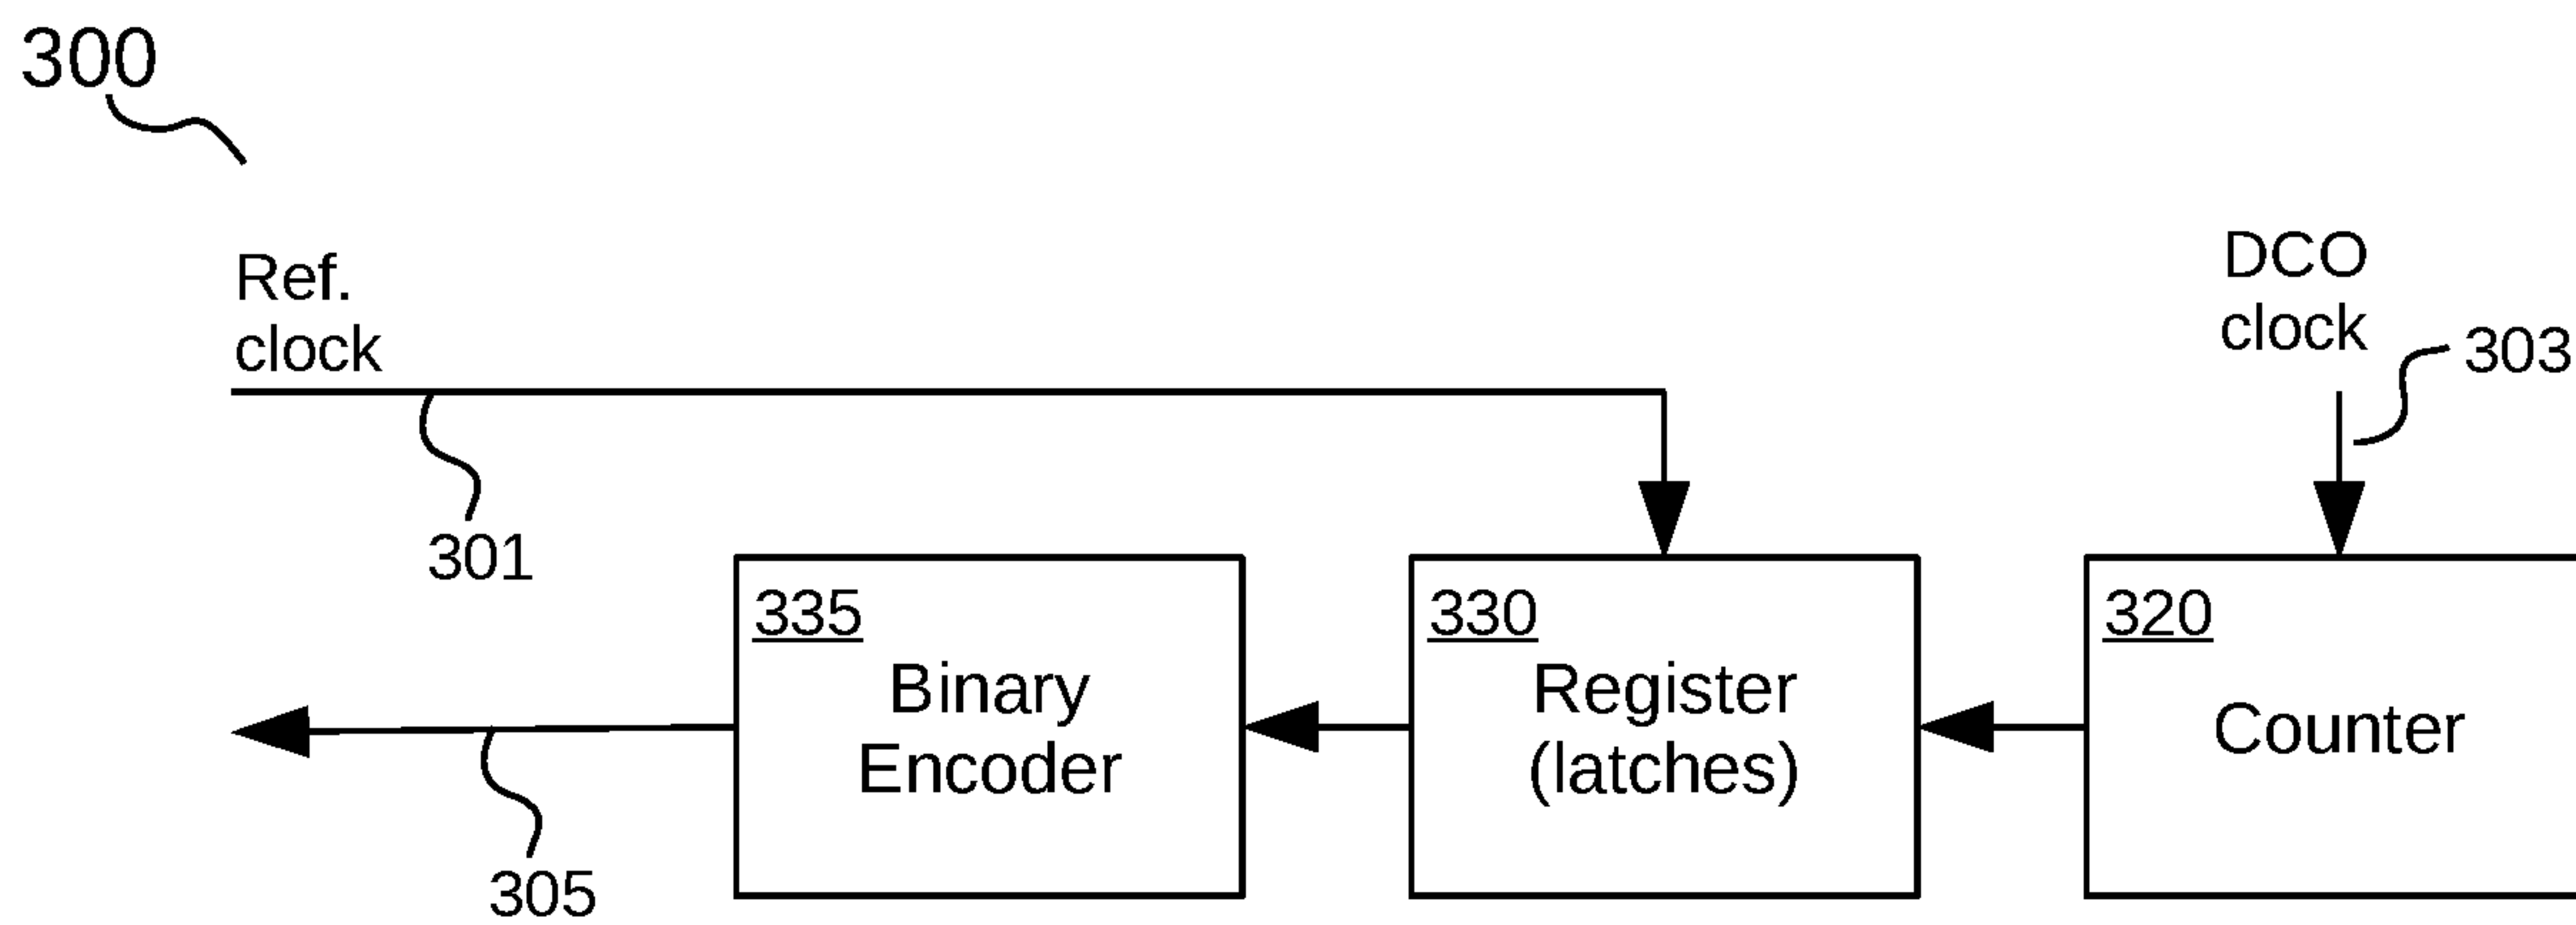 300
Ref.
clock
DCO
clock
303
301
335
Binary
Encoder
330
Register
(latches)
320
Counter
305